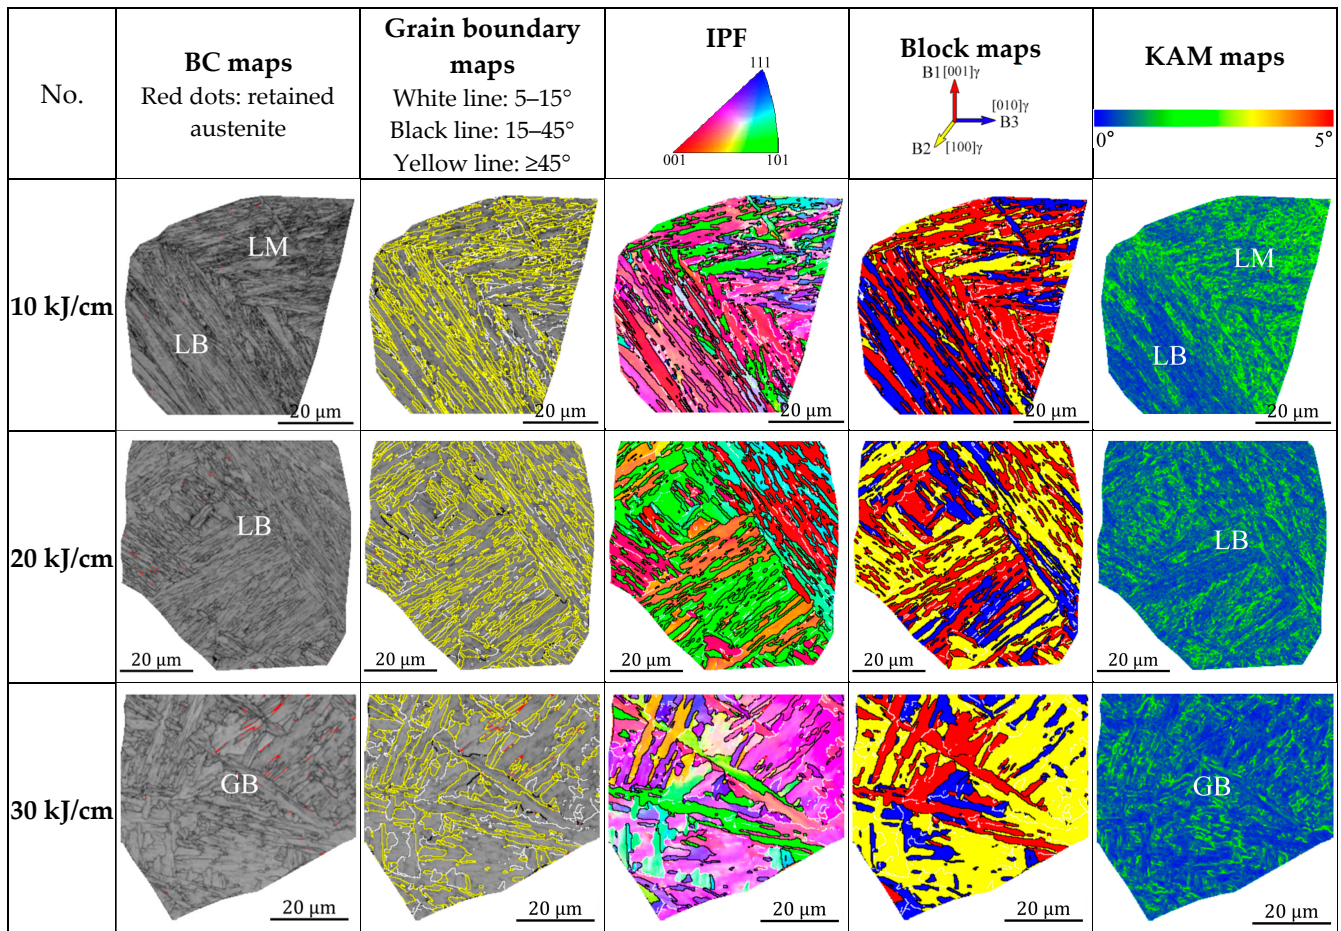 No.
BC maps
Red dots: retained
austenite
Grain boundary
maps
White line: 5–15°
Black line: 15–45°
Yellow line: ≥45°
IPF
111
001
101
Block maps
B1[001]γ
[010]γ
B3
B2 [100]γ
KAM maps
0°
5°
10 kJ/cm
LM
LB
20 μm
20 μm
20 μm
20 μm
LM
LB
20 μm
20 kJ/cm
LB
20 μm
20 μm
20 μm
20 μm
LB
20 μm
30 kJ/cm
GB
20 μm
20 μm
20 μm
20 μm
GB
20 μm